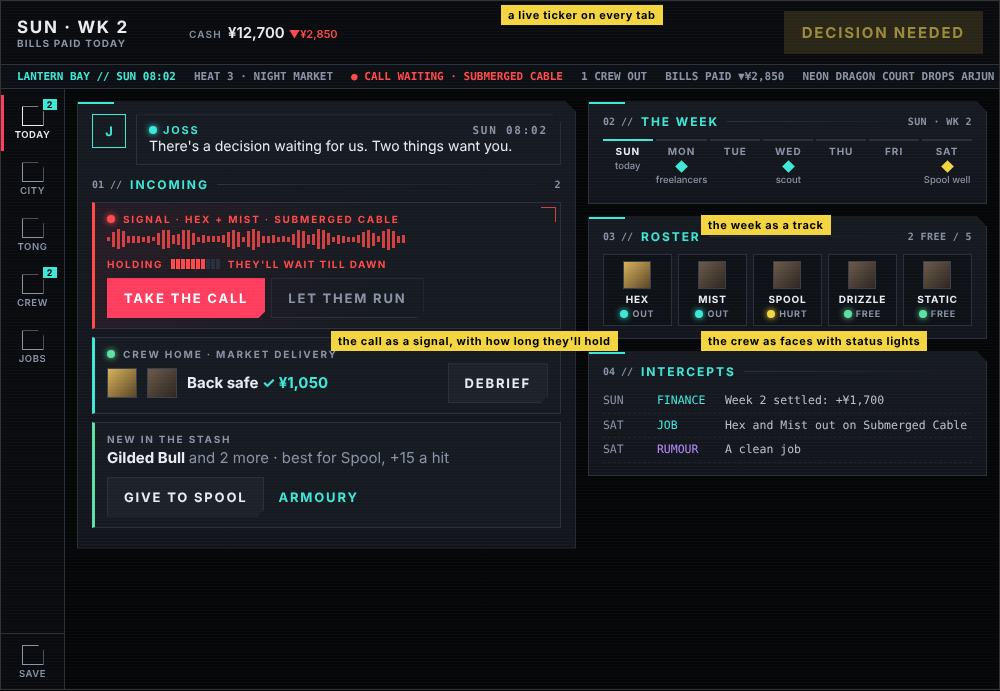 SUN · WK 2
BILLS PAID TODAY
CASH ¥12,700 ▼¥2,850
a live ticker on every tab
DECISION NEEDED
LANTERN BAY // SUN 08:02 HEAT 3 · NIGHT MARKET ● CALL WAITING · SUBMERGED CABLE 1 CREW OUT BILLS PAID ▼¥2,850 NEON DRAGON COURT DROPS ARJUN
2
TODAY
CITY
TONG
2
CREW
JOBS
SAVE
J
JOSS SUN 08:02
There's a decision waiting for us. Two things want you.
01 // INCOMING 2
SIGNAL · HEX + MIST · SUBMERGED CABLE
HOLDING THEY'LL WAIT TILL DAWN
TAKE THE CALL LET THEM RUN
the call as a signal, with how long they'll hold
CREW HOME · MARKET DELIVERY
Back safe ✓ ¥1,050 DEBRIEF
NEW IN THE STASH
Gilded Bull and 2 more · best for Spool, +15 a hit
GIVE TO SPOOL ARMOURY
02 // THE WEEK SUN · WK 2
SUN MON TUE WED THU FRI SAT
today
freelancers scout Spool well
the week as a track
03 // ROSTER 2 FREE / 5
HEX MIST SPOOL DRIZZLE STATIC
OUT OUT HURT FREE FREE
the crew as faces with status lights
04 // INTERCEPTS
SUN FINANCE Week 2 settled: +¥1,700
SAT JOB Hex and Mist out on Submerged Cable
SAT RUMOUR A clean job